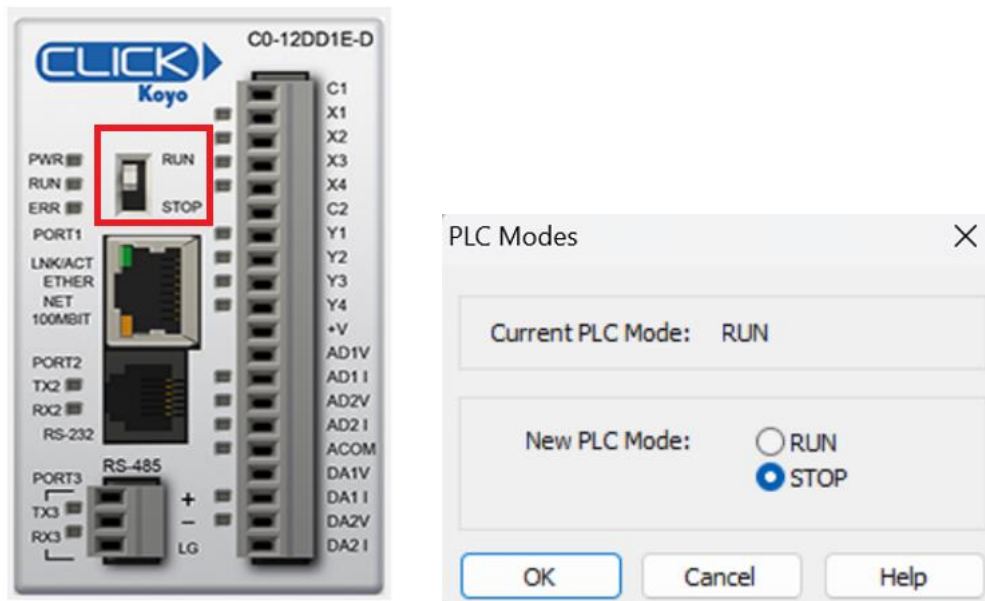 C0-12DD1E-D
CLICK
Koyo
PWR
RUN
ERR
RUN
STOP
PORT1
LNK/ACT
ETHER
NET
100MBIT
PORT2
TX2
RX2
RS-232
PORT3
RS-485
TX3
RX3
+
–
LG
C1
X1
X2
X3
X4
C2
Y1
Y2
Y3
Y4
+V
AD1V
AD1 I
AD2V
AD2 I
ACOM
DA1V
DA1 I
DA2V
DA2 I
PLC Modes
Current PLC Mode: RUN
New PLC Mode:
RUN
STOP
OK Cancel Help